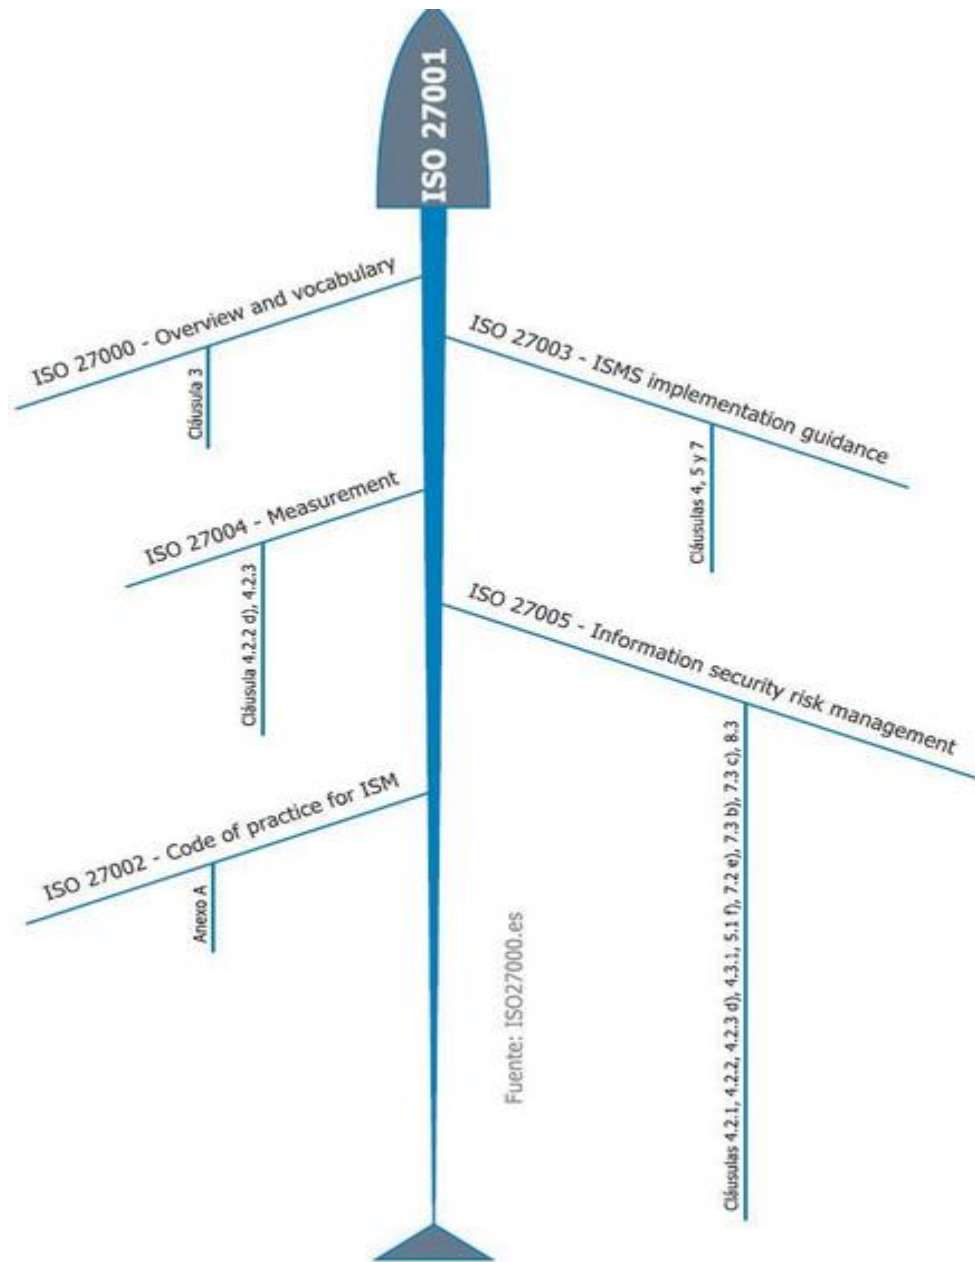 ISO 27001
ISO 27000 - Overview and vocabulary
Cláusula 3
ISO 27003 - ISMS implementation guidance
Cláusulas 4, 5 y 7
ISO 27004 - Measurement
Cláusula 4.2.2 d), 4.2.3
ISO 27005 - Information security risk management
Cláusulas 4.2.1, 4.2.2, 4.2.3 d), 4.3.1, 5.1 f), 7.2 e), 7.3 b), 7.3 c), 8.3
ISO 27002 - Code of practice for ISM
Anexo A
Fuente: ISO27000.es